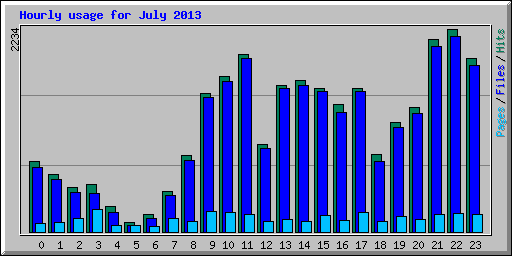 Hourly usage for July 2013
2234
Pages/Files/Hits
0 1 2 3 4 5 6 7 8 9 10 11 12 13 14 15 16 17 18 19 20 21 22 23